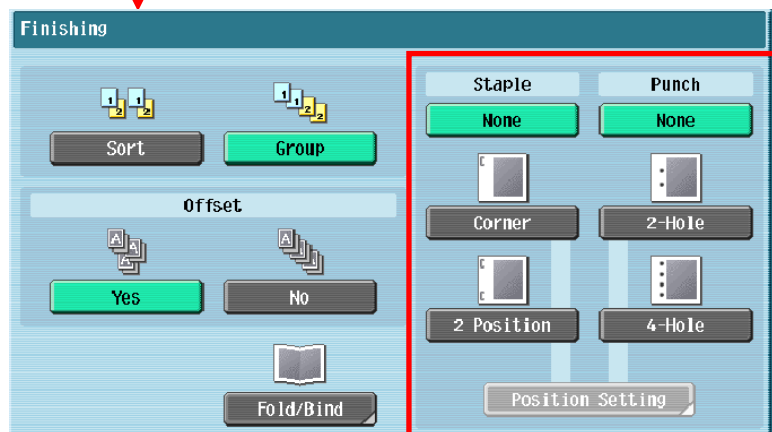 Finishing
Sort
Group
Offset
Yes
No
Fold/Bind
Staple
Punch
None
None
Corner
2-Hole
2 Position
4-Hole
Position Setting